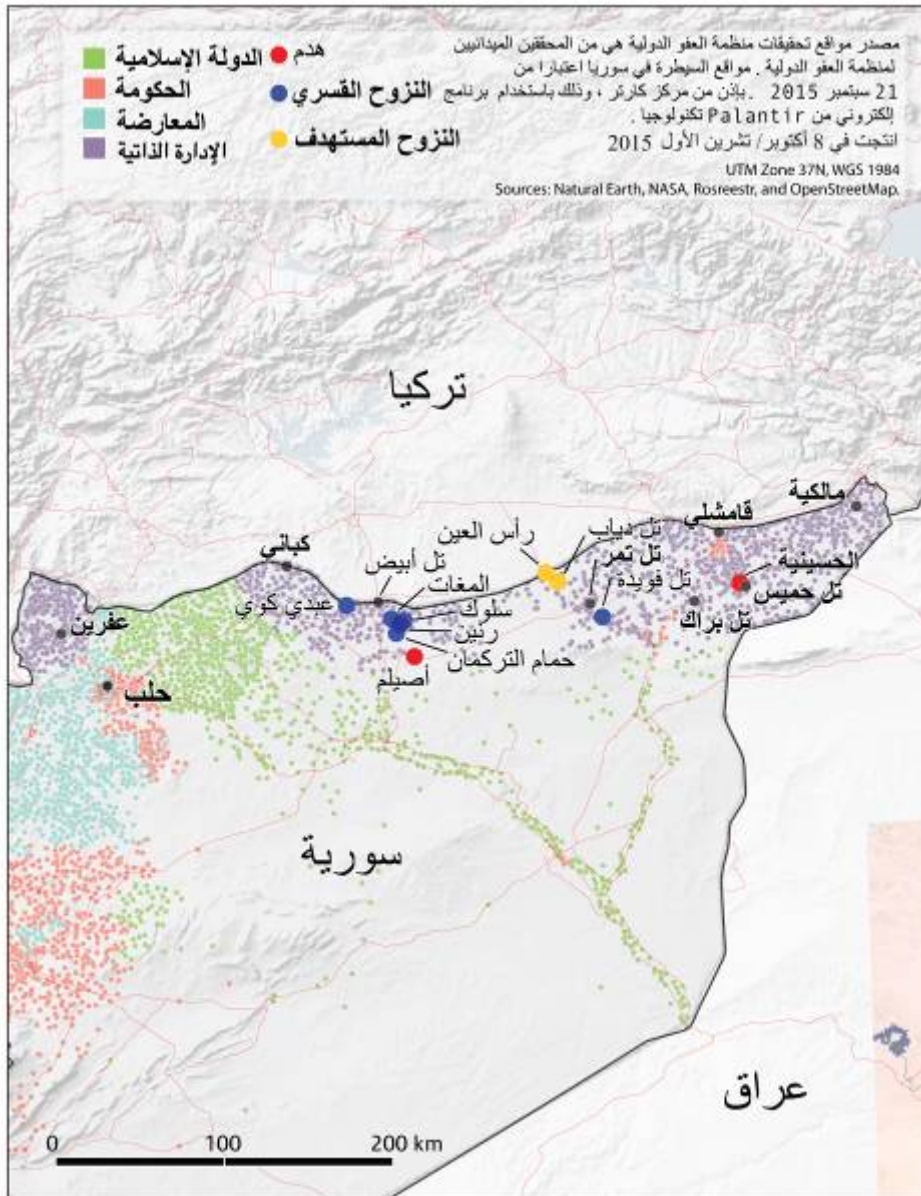 مصدر مواقع تحقيقات منظمة العفو الدولية هي من المحققين الميدانيين
لمنظمة العفو الدولية . مواقع السيطرة في سوريا اعتبارا من
21 سبتمبر 2015 . بإذن من مركز كارتر ، وذلك باستخدام برنامج
إلكتروني من Palantir تكنولوجيا .
انتجت في 8 أكتوبر/ تشرين الأول 2015
UTM Zone 37N, WGS 1984
Sources: Natural Earth, NASA, Rosreestr, and OpenStreetMap.
هدم
النزوح القسري
النزوح المستهدف
الدولة الإسلامية
الحكومة
المعارضة
الإدارة الذاتية
تركيا
مالكية
قامشلي
الحسينية
تل حميس
تل براك
تل دياب
تل تمر
تل فويدة
رأس العين
كباني
تل أبيض
المغات
سلوك
رنين
حمام التركمان
عبدي كوي
أصيلم
عفرين
حلب
سورية
عراق
0 100 200 km